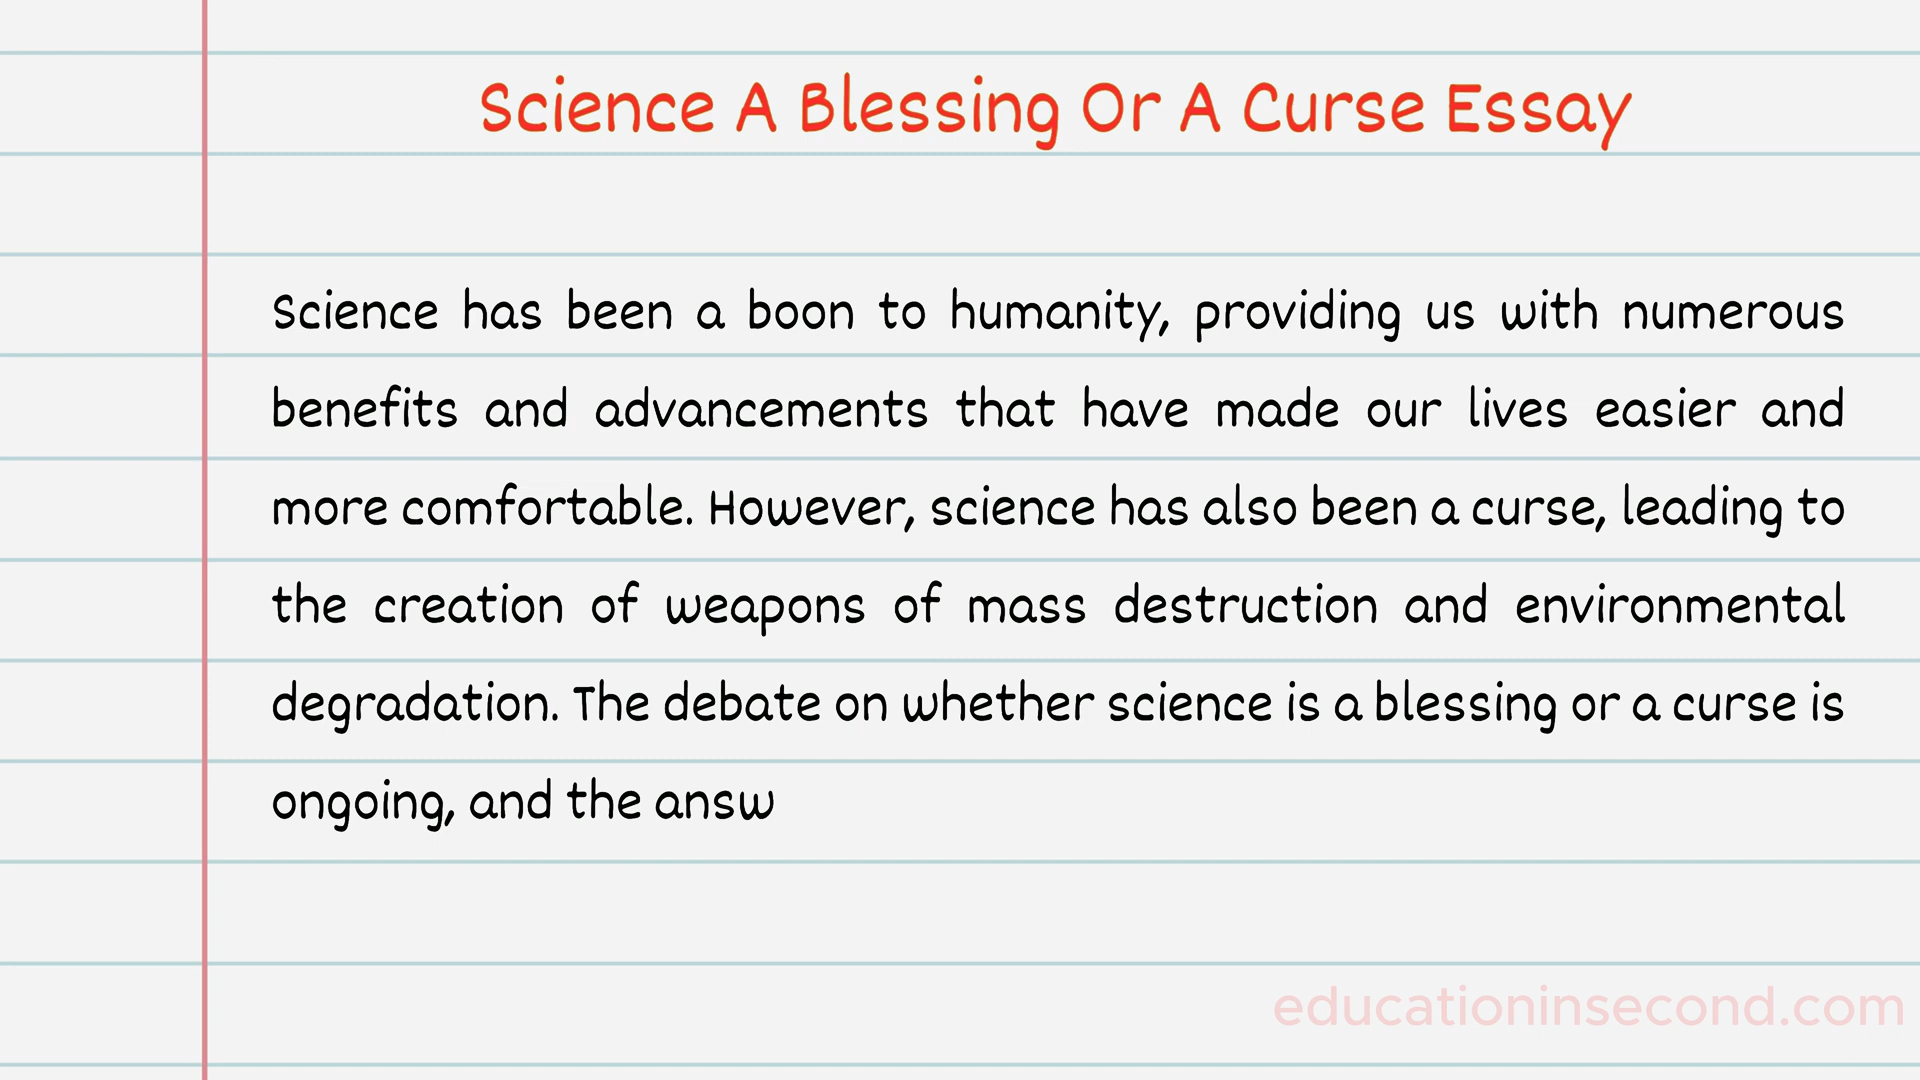 Science A Blessing Or A Curse Essay
Science has been a boon to humanity, providing us with numerous
benefits and advancements that have made our lives easier and
more comfortable. However, science has also been a curse, leading to
the creation of weapons of mass destruction and environmental
degradation. The debate on whether science is a blessing or a curse is
ongoing, and the answ
educationinsecond.com